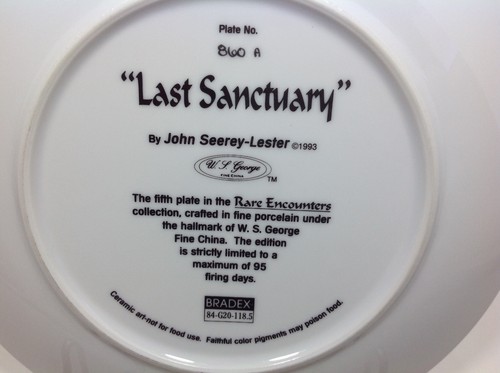 Plate No.
860 A
"Last Sanctuary"
By John Seerey-Lester ©1993
W. S. George
FINE CHINA
TM
The fifth plate in the Rare Encounters
collection, crafted in fine porcelain under
the hallmark of W. S. George
Fine China. The edition
is strictly limited to a
maximum of 95
firing days.
BRADEX
84-G20-118.5
Ceramic art-not for food use. Faithful color pigments may poison food.